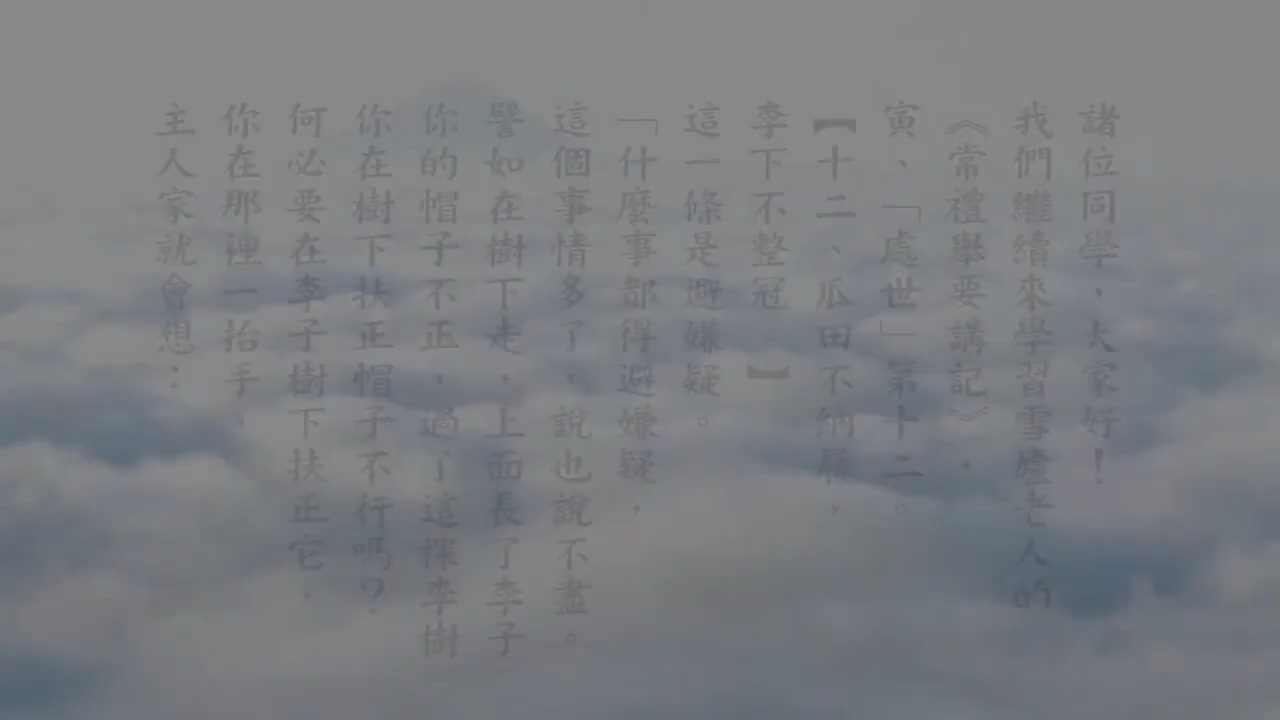 諸位同學，大家好！
我們繼續來學習雪廬老人的
《常禮舉要講記》，
寅、「處世」第十二。
【十二、瓜田不納履，
李下不整冠 】
這一條是避嫌疑。
「什麼事都得避嫌疑，
這個事情多了，說也說不盡。
譬如在樹下走，上面長了李子
你的帽子不正，過了這棵李樹
你在樹下扶正帽子不行嗎？
何必要在李子樹下扶正它，
你在那裡一抬手，
主人家就會想：